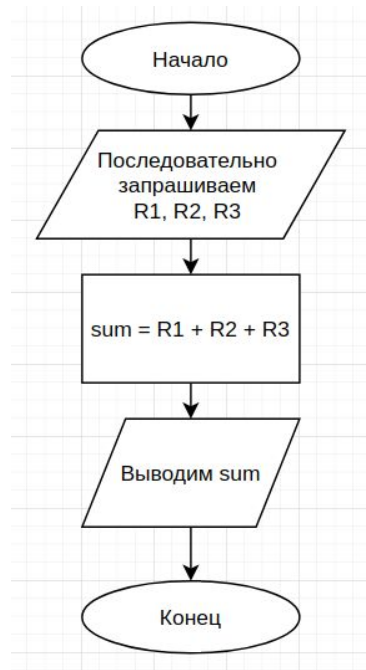 Начало
Последовательно
запрашиваем
R1, R2, R3
sum = R1 + R2 + R3
Выводим sum
Конец